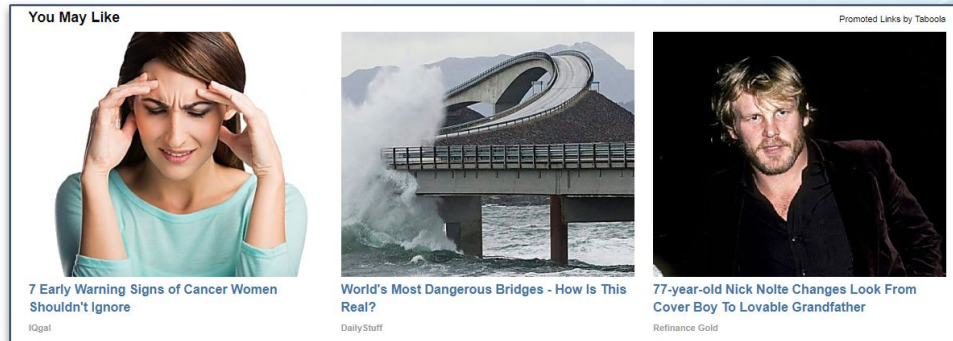 You May Like
Promoted Links by Taboola
7 Early Warning Signs of Cancer Women
Shouldn't Ignore
IQgal
World's Most Dangerous Bridges - How Is This
Real?
DailyStuff
77-year-old Nick Nolte Changes Look From
Cover Boy To Lovable Grandfather
Refinance Gold